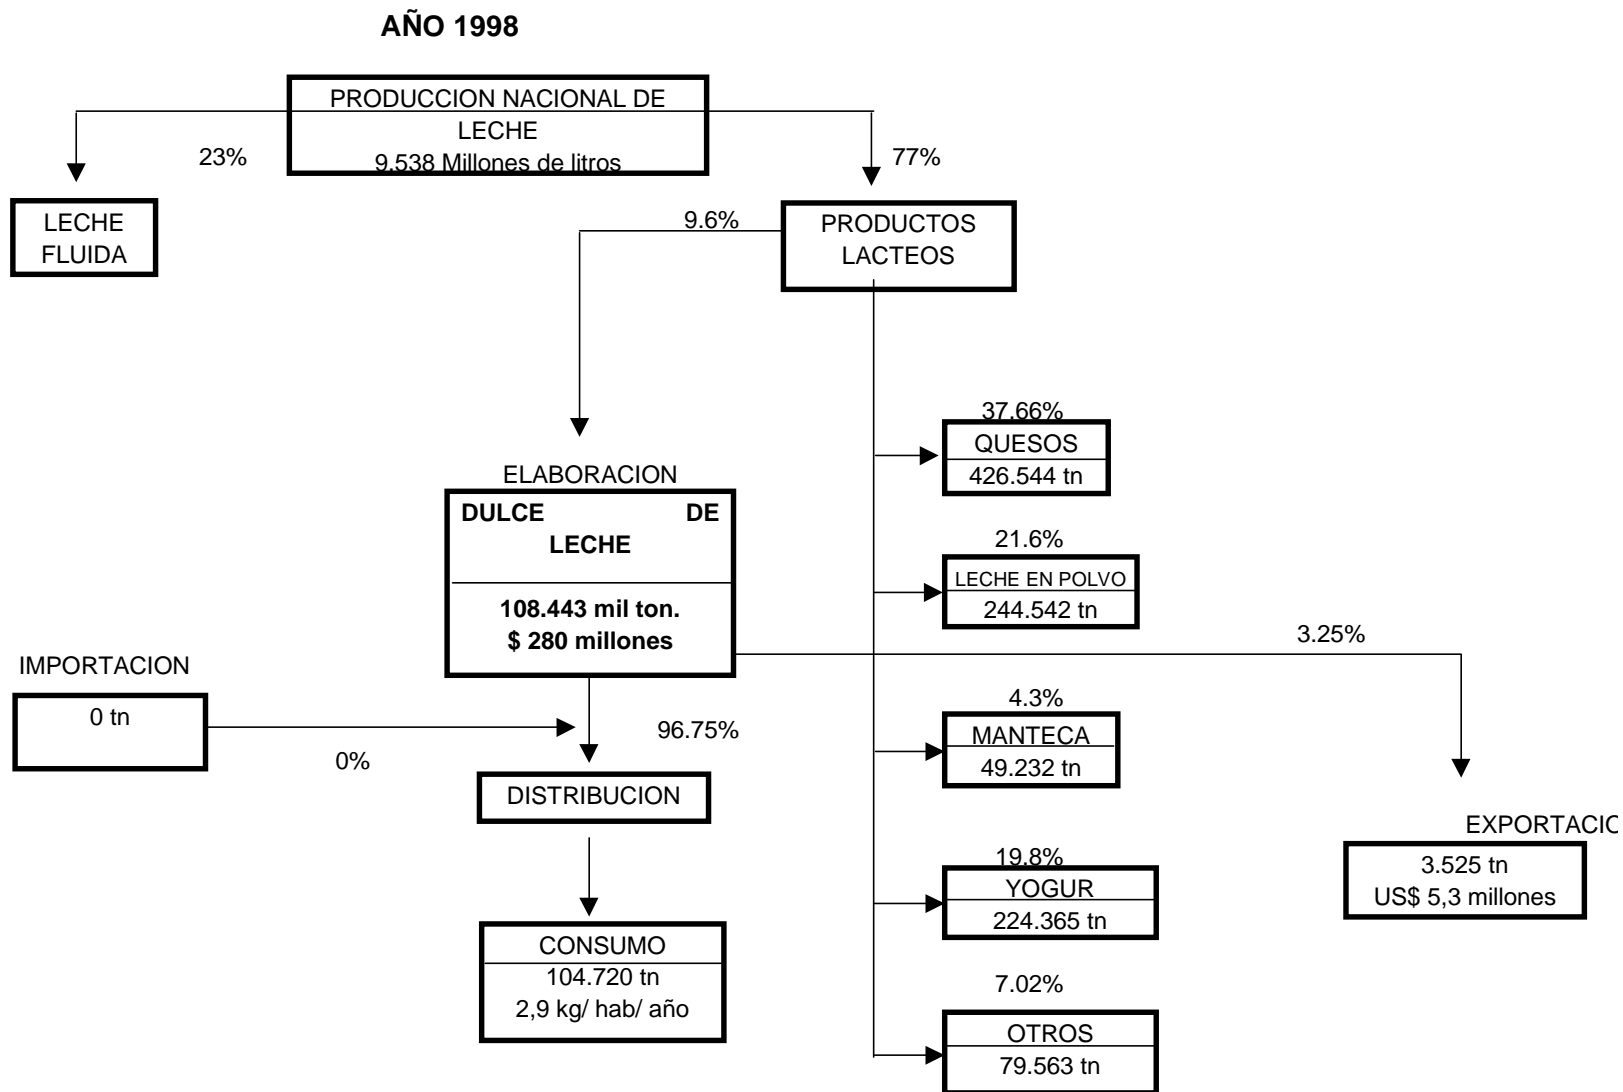 AÑO 1998
PRODUCCION NACIONAL DE
LECHE
9.538 Millones de litros
23%
77%
LECHE
FLUIDA
9.6%
PRODUCTOS
LACTEOS
37.66%
QUESOS
426.544 tn
ELABORACION
DULCE DE
LECHE
108.443 mil ton.
$ 280 millones
21.6%
LECHE EN POLVO
244.542 tn
3.25%
IMPORTACION
0 tn
0%
96.75%
4.3%
MANTECA
49.232 tn
DISTRIBUCION
EXPORTACIO
3.525 tn
US$ 5,3 millones
19.8%
YOGUR
224.365 tn
CONSUMO
104.720 tn
2,9 kg/ hab/ año
7.02%
OTROS
79.563 tn